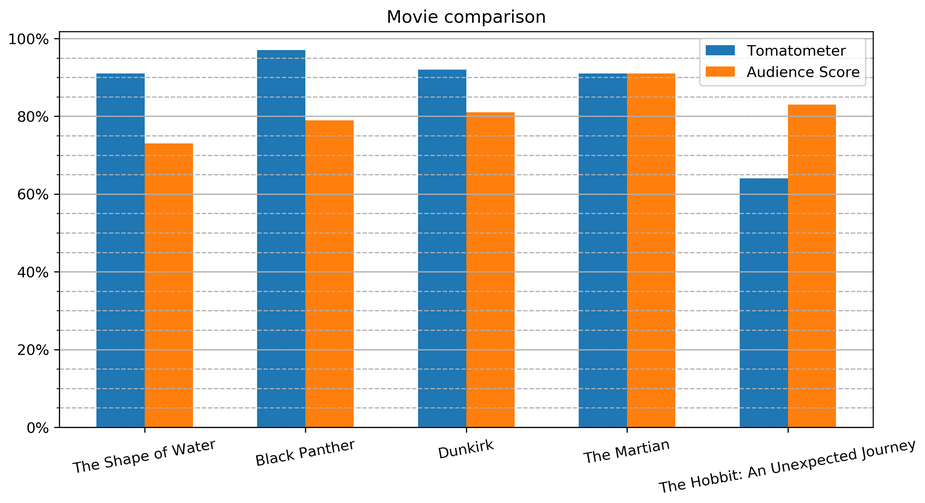 Movie comparison
100%
80%
60%
40%
20%
0%
Tomatometer
Audience Score
The Shape of Water
Black Panther
Dunkirk
The Martian
The Hobbit: An Unexpected Journey